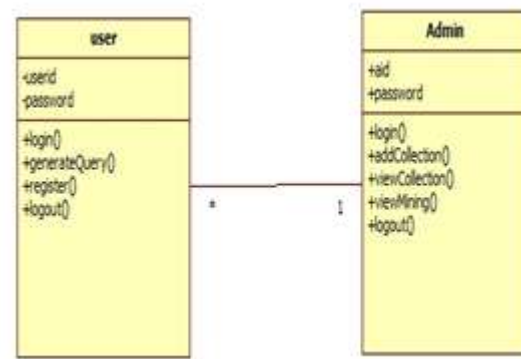 user
-userid
-password
+login()
+generateQuery()
+register()
+logout()
*
1
Admin
+aid
+password
+login()
+addCollection()
+viewCollection()
+viewMining()
+logout()